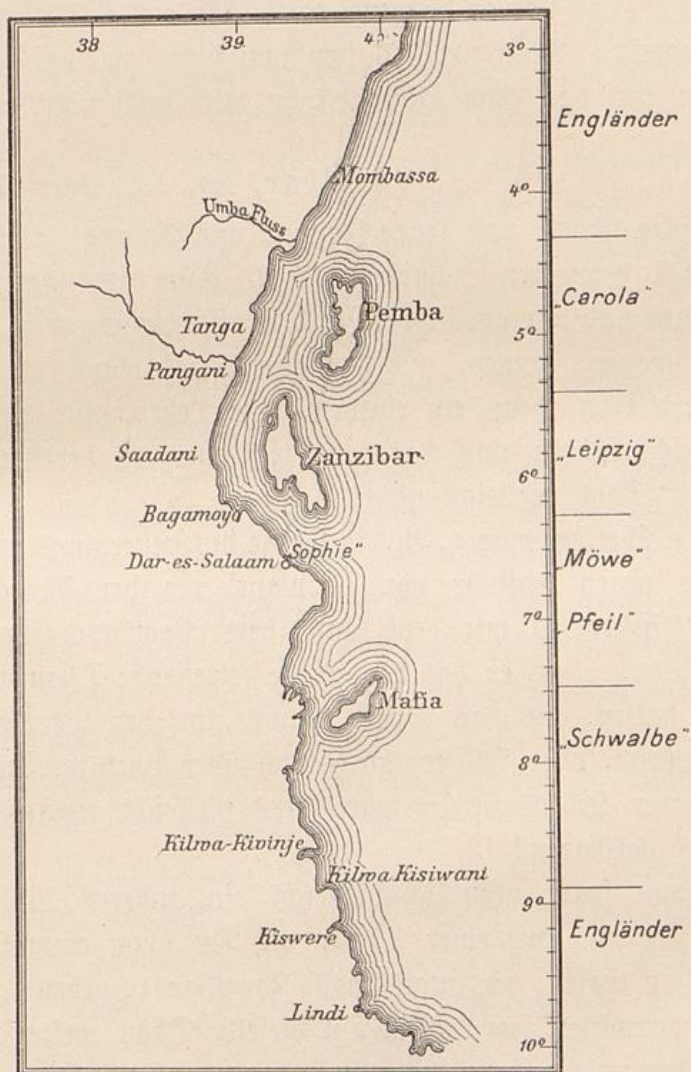 38 39 40
3°
Engländer
Mombassa
4°
Umba Fluss
„Carola"
Pemba
Tanga
5°
Pangani
„Leipzig"
Saadani
Zanzibar
6°
Bagamoyo
„Sophie"
Dar-es-Salaam
„Möwe"
7°
„Pfeil"
Mafia
„Schwalbe"
8°
Kilwa-Kivinje
Kilwa Kisiwani
9°
Kiswere
Engländer
Lindi
10°